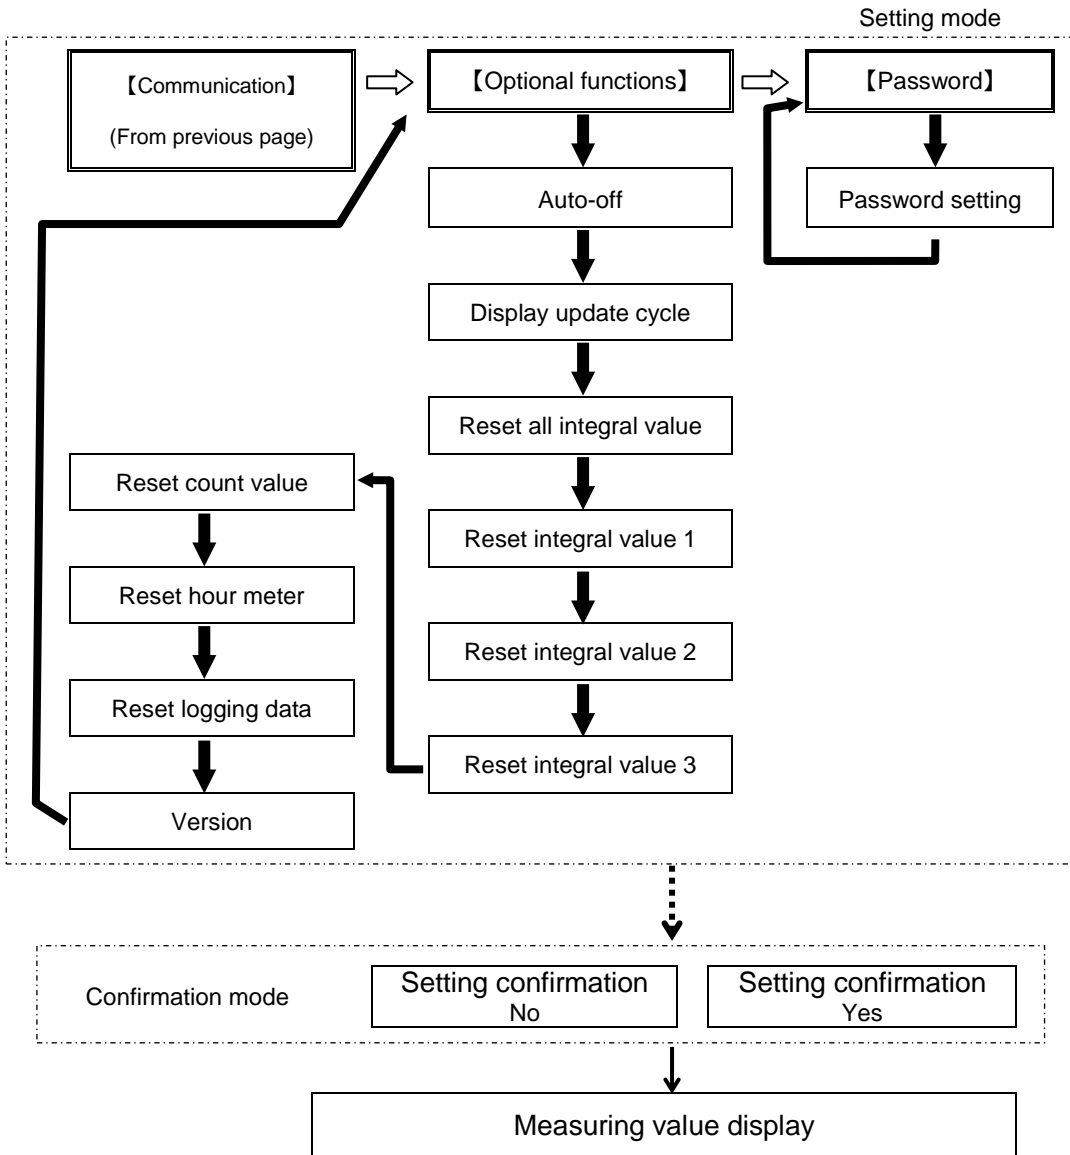 Setting mode
【Communication】
(From previous page)
【Optional functions】
【Password】
Auto-off
Password setting
Display update cycle
Reset all integral value
Reset count value
Reset integral value 1
Reset hour meter
Reset integral value 2
Reset logging data
Reset integral value 3
Version
Confirmation mode
Setting confirmation
No
Setting confirmation
Yes
Measuring value display